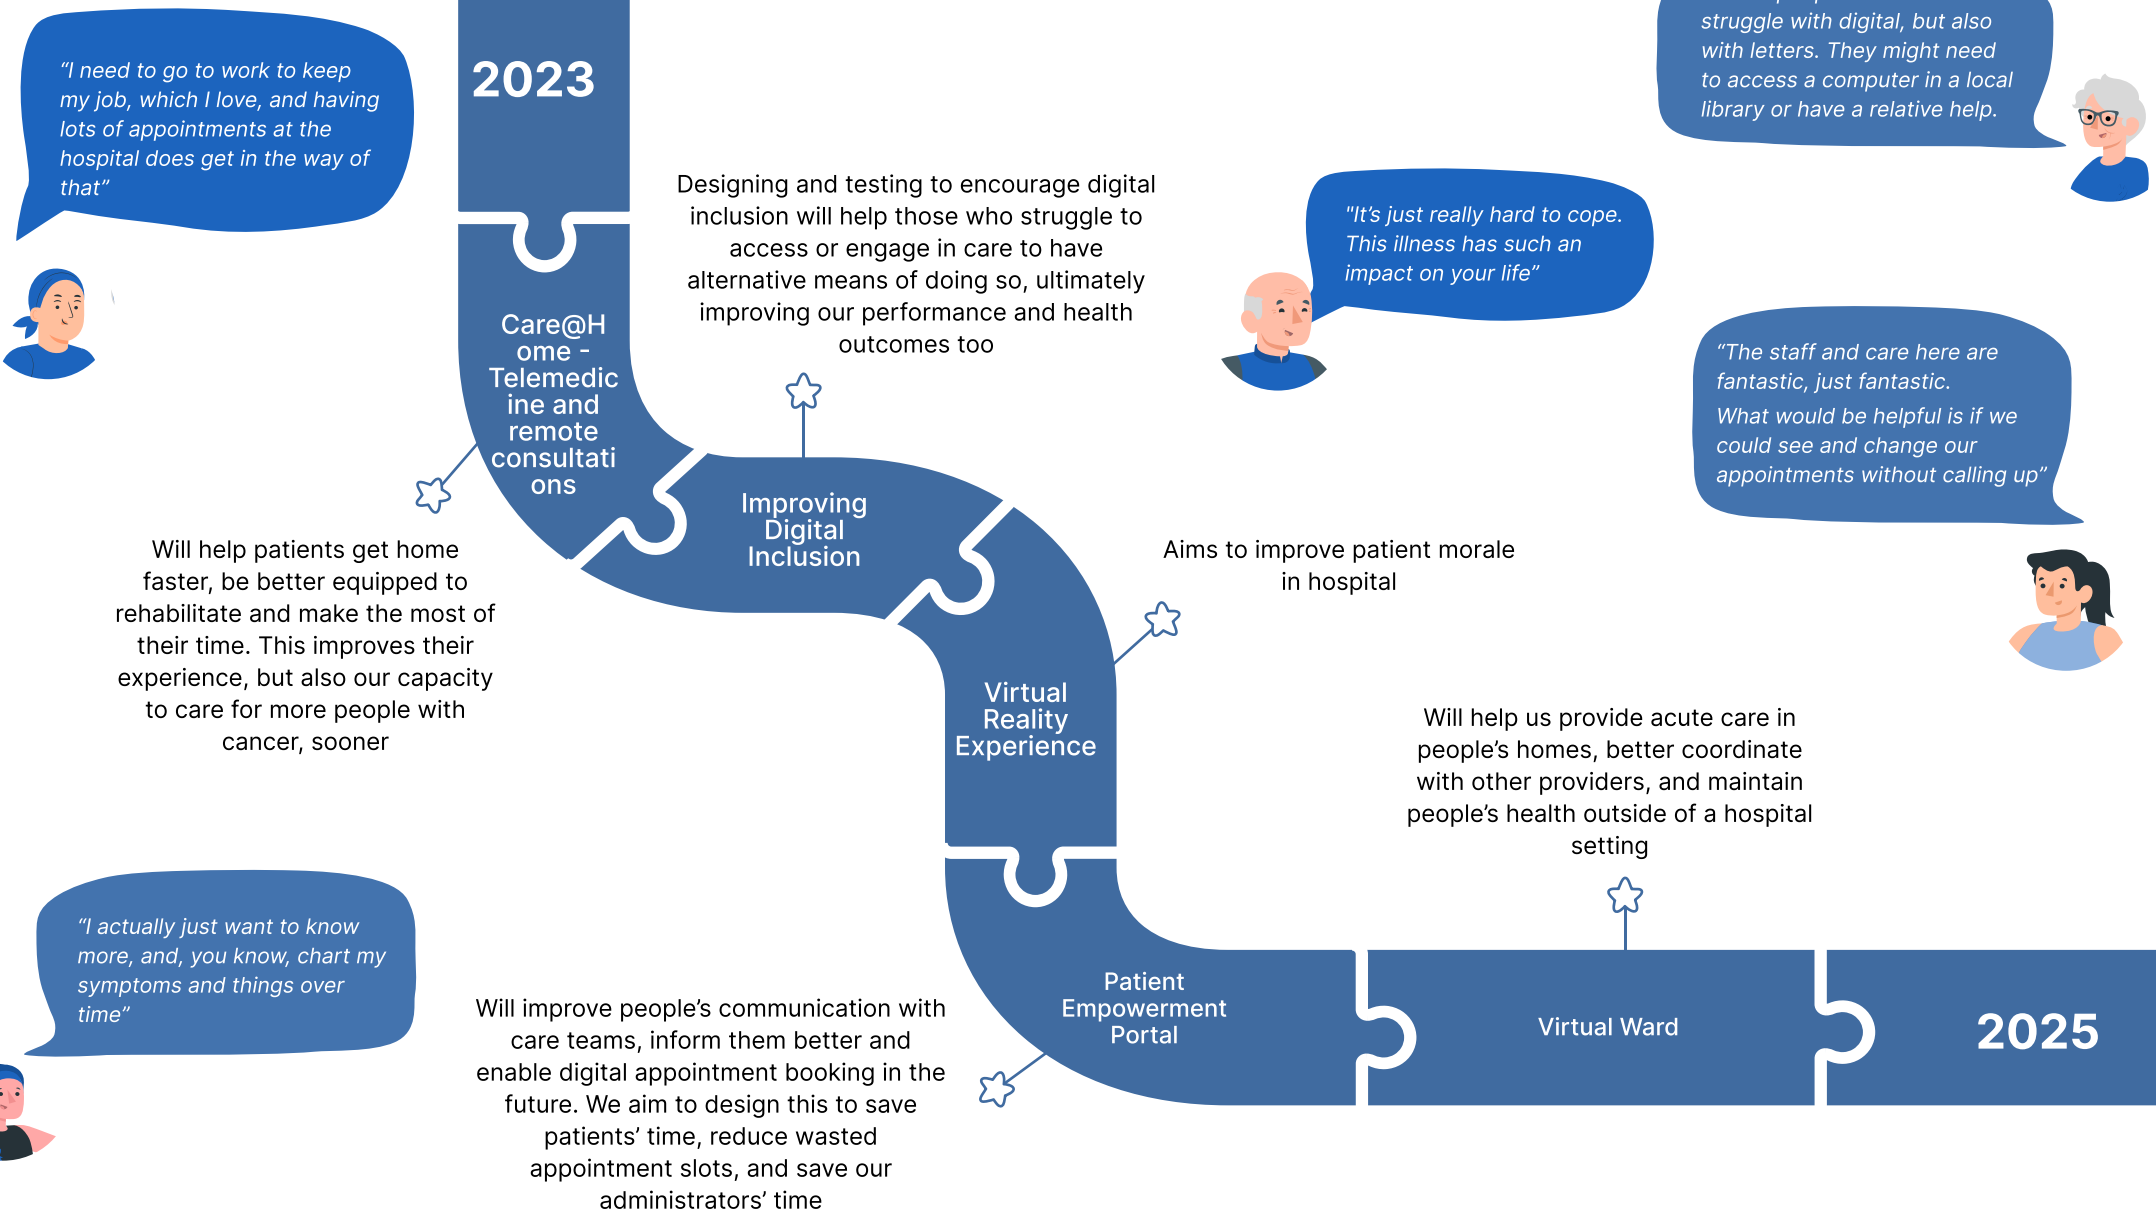 “I need to go to work to keep
my job, which I love, and having
lots of appointments at the
hospital does get in the way of
that”
2023
struggle with digital, but also
with letters. They might need
to access a computer in a local
library or have a relative help.
Designing and testing to encourage digital
inclusion will help those who struggle to
access or engage in care to have
alternative means of doing so, ultimately
improving our performance and health
outcomes too
"It’s just really hard to cope.
This illness has such an
impact on your life”
Care@H
ome -
Telemedic
ine and
remote
consultati
ons
“The staff and care here are
fantastic, just fantastic.
What would be helpful is if we
could see and change our
appointments without calling up”
Improving
Digital
Inclusion
Will help patients get home
faster, be better equipped to
rehabilitate and make the most of
their time. This improves their
experience, but also our capacity
to care for more people with
cancer, sooner
Aims to improve patient morale
in hospital
Virtual
Reality
Experience
Will help us provide acute care in
people’s homes, better coordinate
with other providers, and maintain
people’s health outside of a hospital
setting
“I actually just want to know
more, and, you know, chart my
symptoms and things over
time”
Patient
Empowerment
Portal
Will improve people’s communication with
care teams, inform them better and
enable digital appointment booking in the
future. We aim to design this to save
patients’ time, reduce wasted
appointment slots, and save our
administrators’ time
Virtual Ward
2025